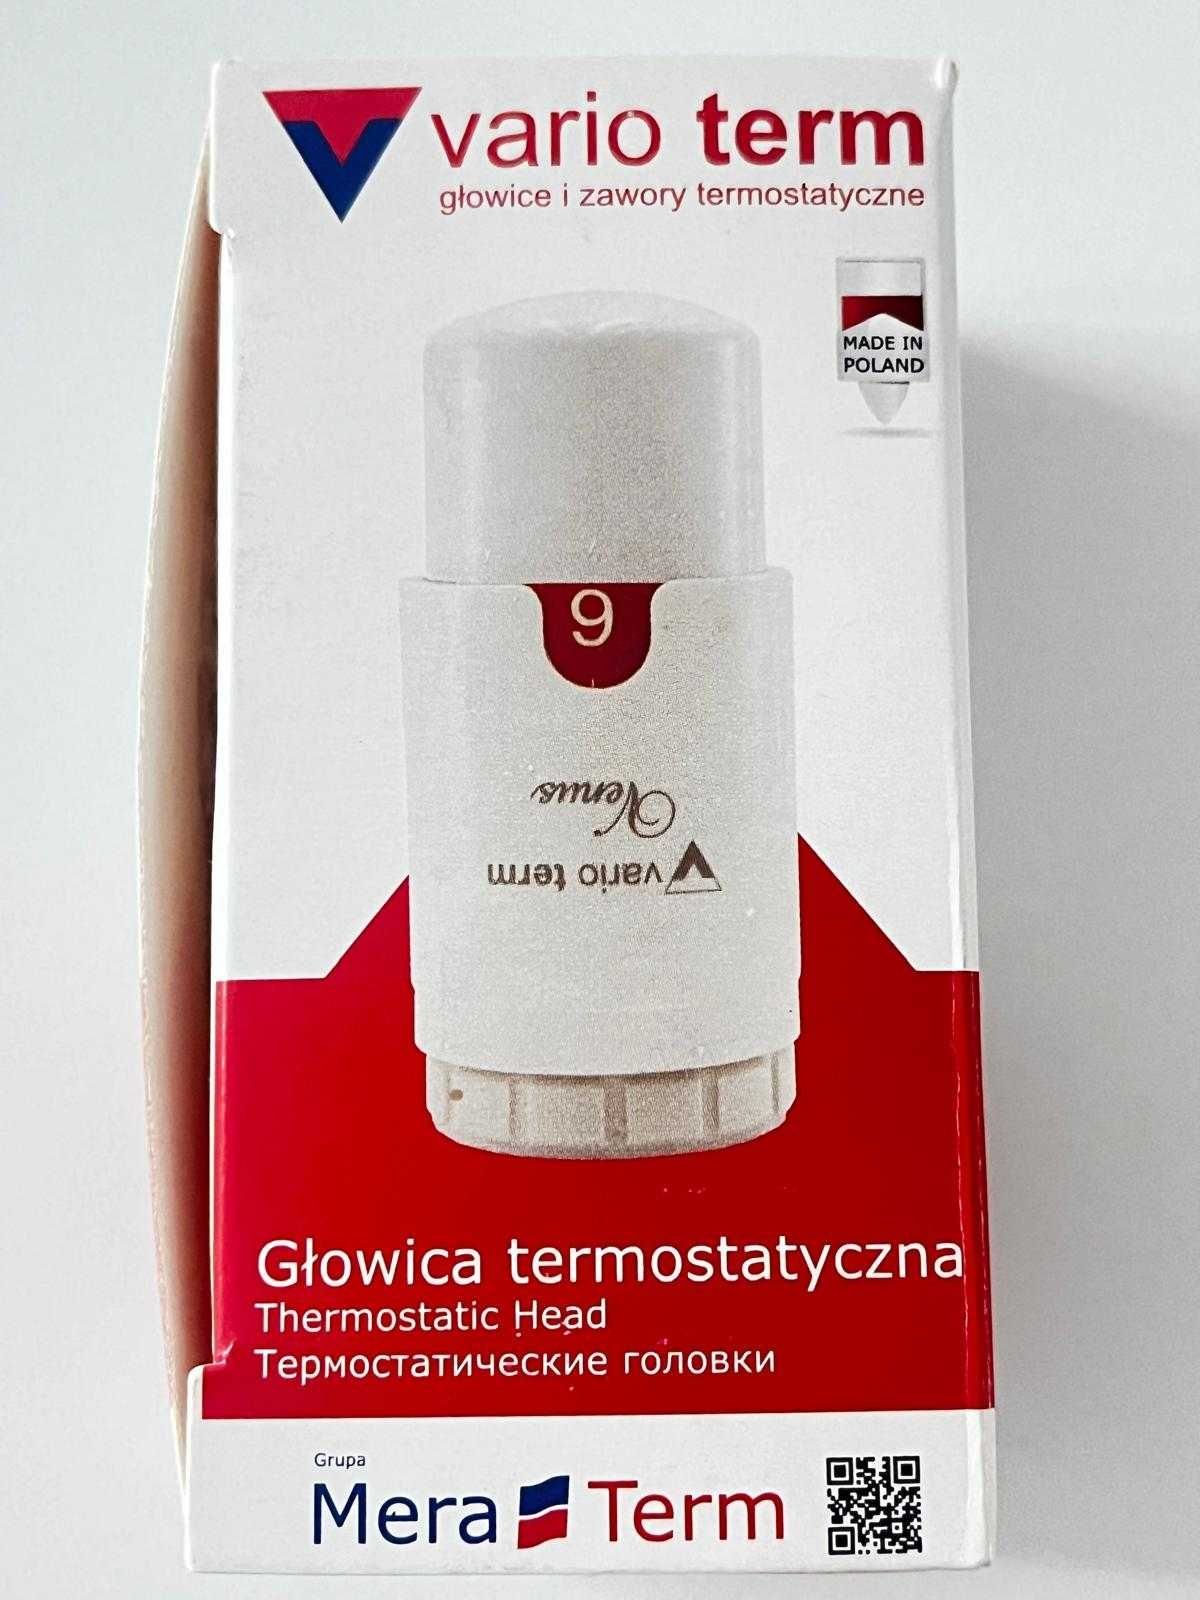 vario term
głowice i zawory termostatyczne
MADE IN
POLAND
6
Venus
vario term
Głowica termostatyczna
Thermostatic Head
Термостатические головки
Grupa
Mera Term